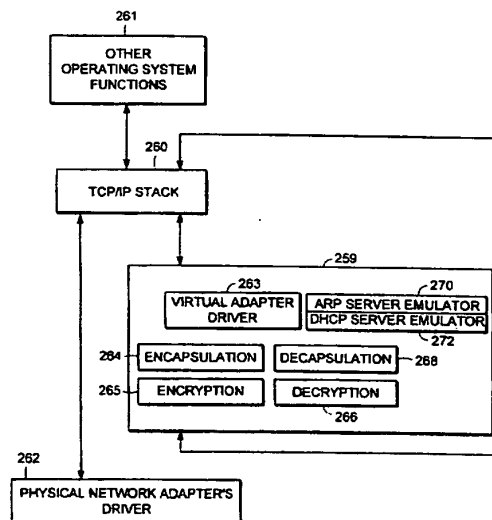 261
OTHER
OPERATING SYSTEM
FUNCTIONS
260
TCP/IP STACK
259
263
VIRTUAL ADAPTER
DRIVER
270
ARP SERVER EMULATOR
DHCP SERVER EMULATOR
272
264
ENCAPSULATION
DECAPSULATION
268
265
ENCRYPTION
DECRYPTION
266
262
PHYSICAL NETWORK ADAPTER'S
DRIVER